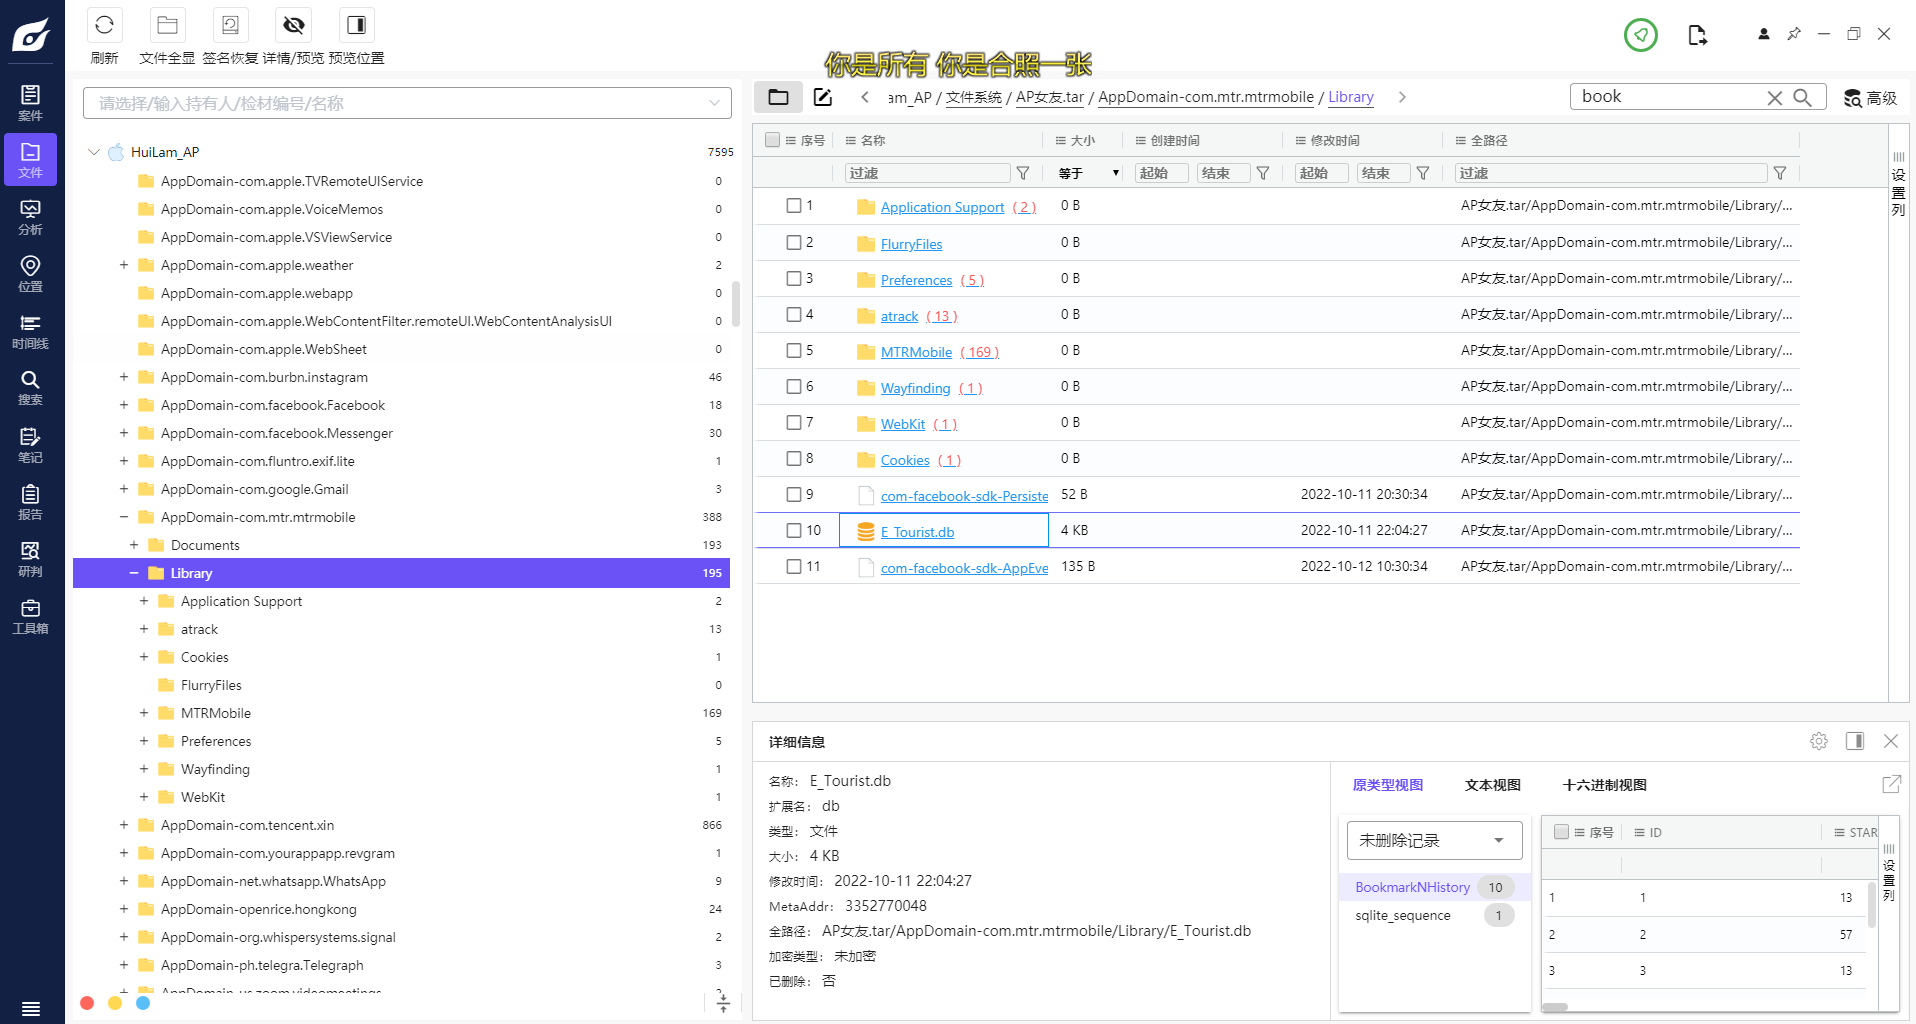 刷新 文件全显 签名恢复 详情/预览 预览位置
你是所有 你是合照一张
案件
文件
分析
位置
时间线
搜索
笔记
报告
研判
工具箱
请选择/输入持有人/检材编号/名称
HuiLam_AP 7595
AppDomain-com.apple.TVRemoteUIService 0
AppDomain-com.apple.VoiceMemos 0
AppDomain-com.apple.VSViewService 0
+ AppDomain-com.apple.weather 2
AppDomain-com.apple.webapp 0
AppDomain-com.apple.WebContentFilter.remoteUI.WebContentAnalysisUI 0
AppDomain-com.apple.WebSheet 0
+ AppDomain-com.burbn.instagram 46
+ AppDomain-com.facebook.Facebook 18
+ AppDomain-com.facebook.Messenger 30
+ AppDomain-com.fluntro.exif.lite 1
+ AppDomain-com.google.Gmail 3
− AppDomain-com.mtr.mtrmobile 388
+ Documents 193
− Library 195
+ Application Support 2
+ atrack 13
+ Cookies 1
FlurryFiles 0
+ MTRMobile 169
+ Preferences 5
+ Wayfinding 1
+ WebKit 1
+ AppDomain-com.tencent.xin 866
+ AppDomain-com.yourappapp.revgram 1
+ AppDomain-net.whatsapp.WhatsApp 9
+ AppDomain-openrice.hongkong 24
+ AppDomain-org.whispersystems.signal 2
+ AppDomain-ph.telegra.Telegraph 3
+ AppDomain-us.zoom.videomeetings
am_AP / 文件系统 / AP女友.tar / AppDomain-com.mtr.mtrmobile / Library
book 高级
序号 名称 大小 创建时间 修改时间 全路径
过滤 等于 起始 结束 起始 结束 过滤
设置列
1 Application Support ( 2 ) 0 B AP女友.tar/AppDomain-com.mtr.mtrmobile/Library/...
2 FlurryFiles 0 B AP女友.tar/AppDomain-com.mtr.mtrmobile/Library/...
3 Preferences ( 5 ) 0 B AP女友.tar/AppDomain-com.mtr.mtrmobile/Library/...
4 atrack ( 13 ) 0 B AP女友.tar/AppDomain-com.mtr.mtrmobile/Library/...
5 MTRMobile ( 169 ) 0 B AP女友.tar/AppDomain-com.mtr.mtrmobile/Library/...
6 Wayfinding ( 1 ) 0 B AP女友.tar/AppDomain-com.mtr.mtrmobile/Library/...
7 WebKit ( 1 ) 0 B AP女友.tar/AppDomain-com.mtr.mtrmobile/Library/...
8 Cookies ( 1 ) 0 B AP女友.tar/AppDomain-com.mtr.mtrmobile/Library/...
9 com-facebook-sdk-Persiste 52 B 2022-10-11 20:30:34 AP女友.tar/AppDomain-com.mtr.mtrmobile/Library/...
10 E_Tourist.db 4 KB 2022-10-11 22:04:27 AP女友.tar/AppDomain-com.mtr.mtrmobile/Library/...
11 com-facebook-sdk-AppEve 135 B 2022-10-12 10:30:34 AP女友.tar/AppDomain-com.mtr.mtrmobile/Library/...
详细信息
名称: E_Tourist.db
扩展名: db
类型: 文件
大小: 4 KB
修改时间: 2022-10-11 22:04:27
MetaAddr: 3352770048
全路径: AP女友.tar/AppDomain-com.mtr.mtrmobile/Library/E_Tourist.db
加密类型: 未加密
已删除: 否
原类型视图 文本视图 十六进制视图
未删除记录
BookmarkNHistory 10
sqlite_sequence 1
序号 ID STAR
设置列
1 1 13
2 2 57
3 3 13